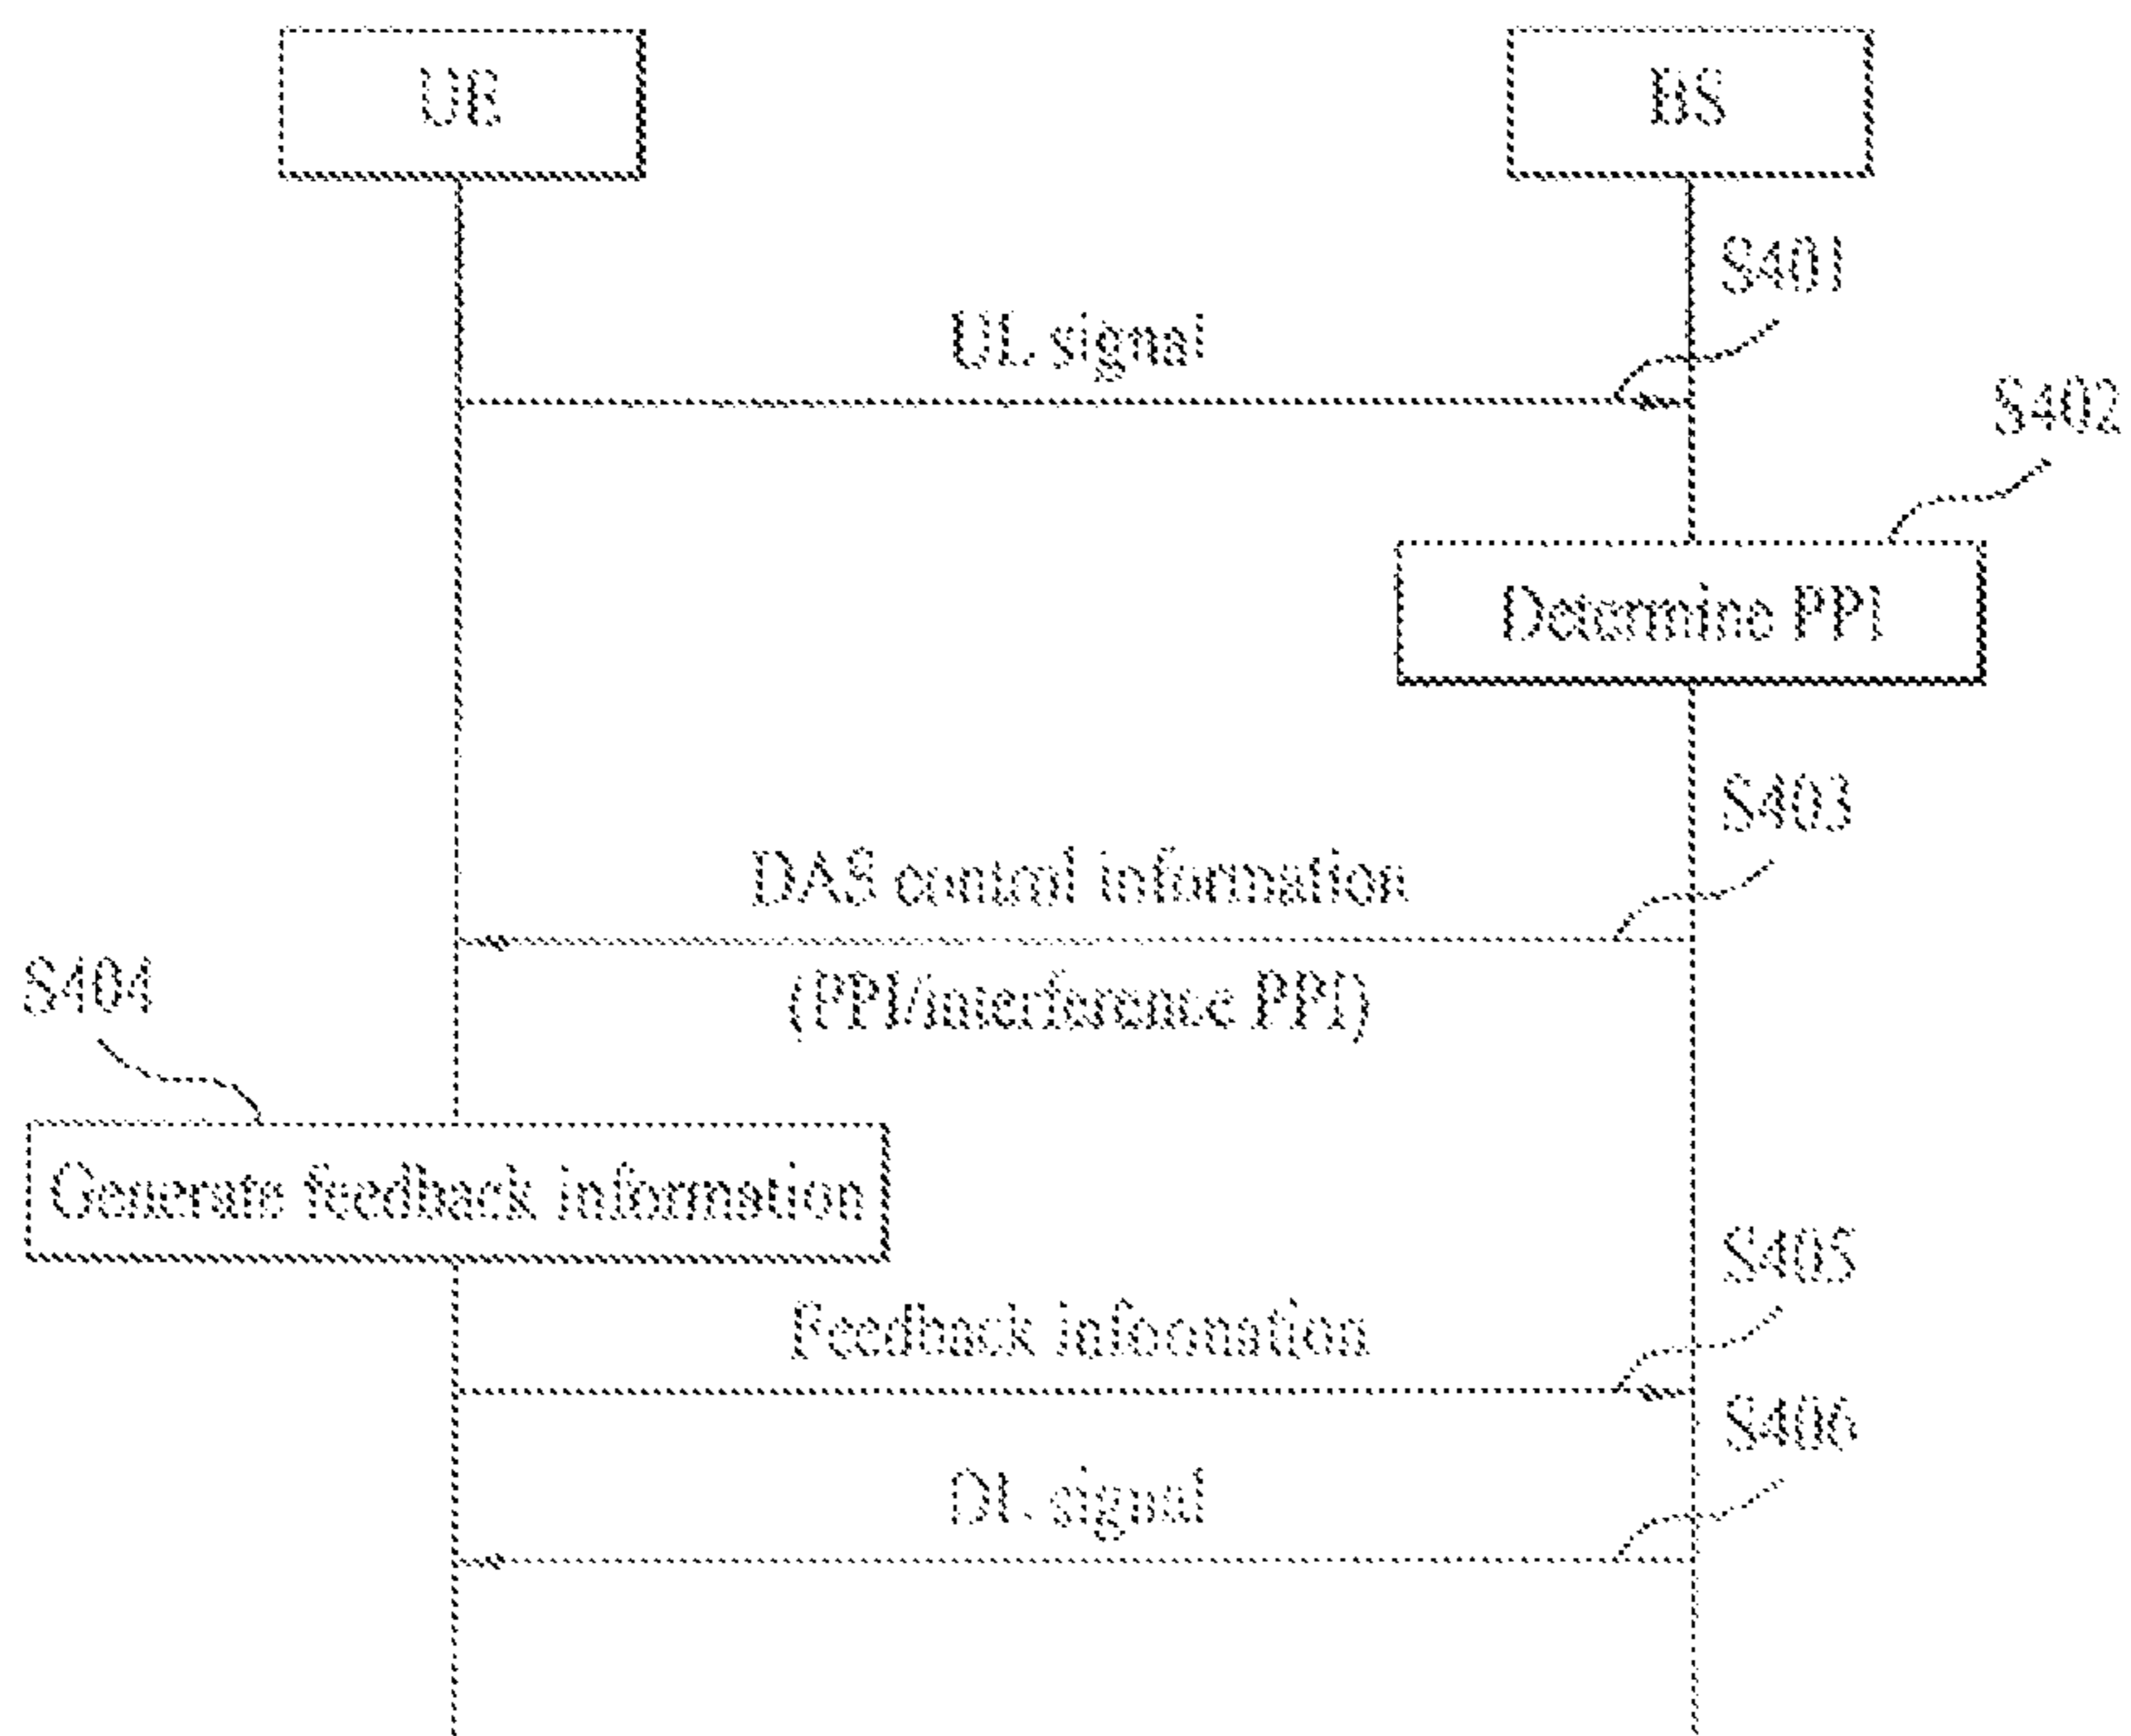 UE
BS
S401
UL signal
S402
Determine PPI
S403
DAS control information
(PPI/interference PPI)
S404
Generate feedback information
S405
Feedback information
S406
DL signal